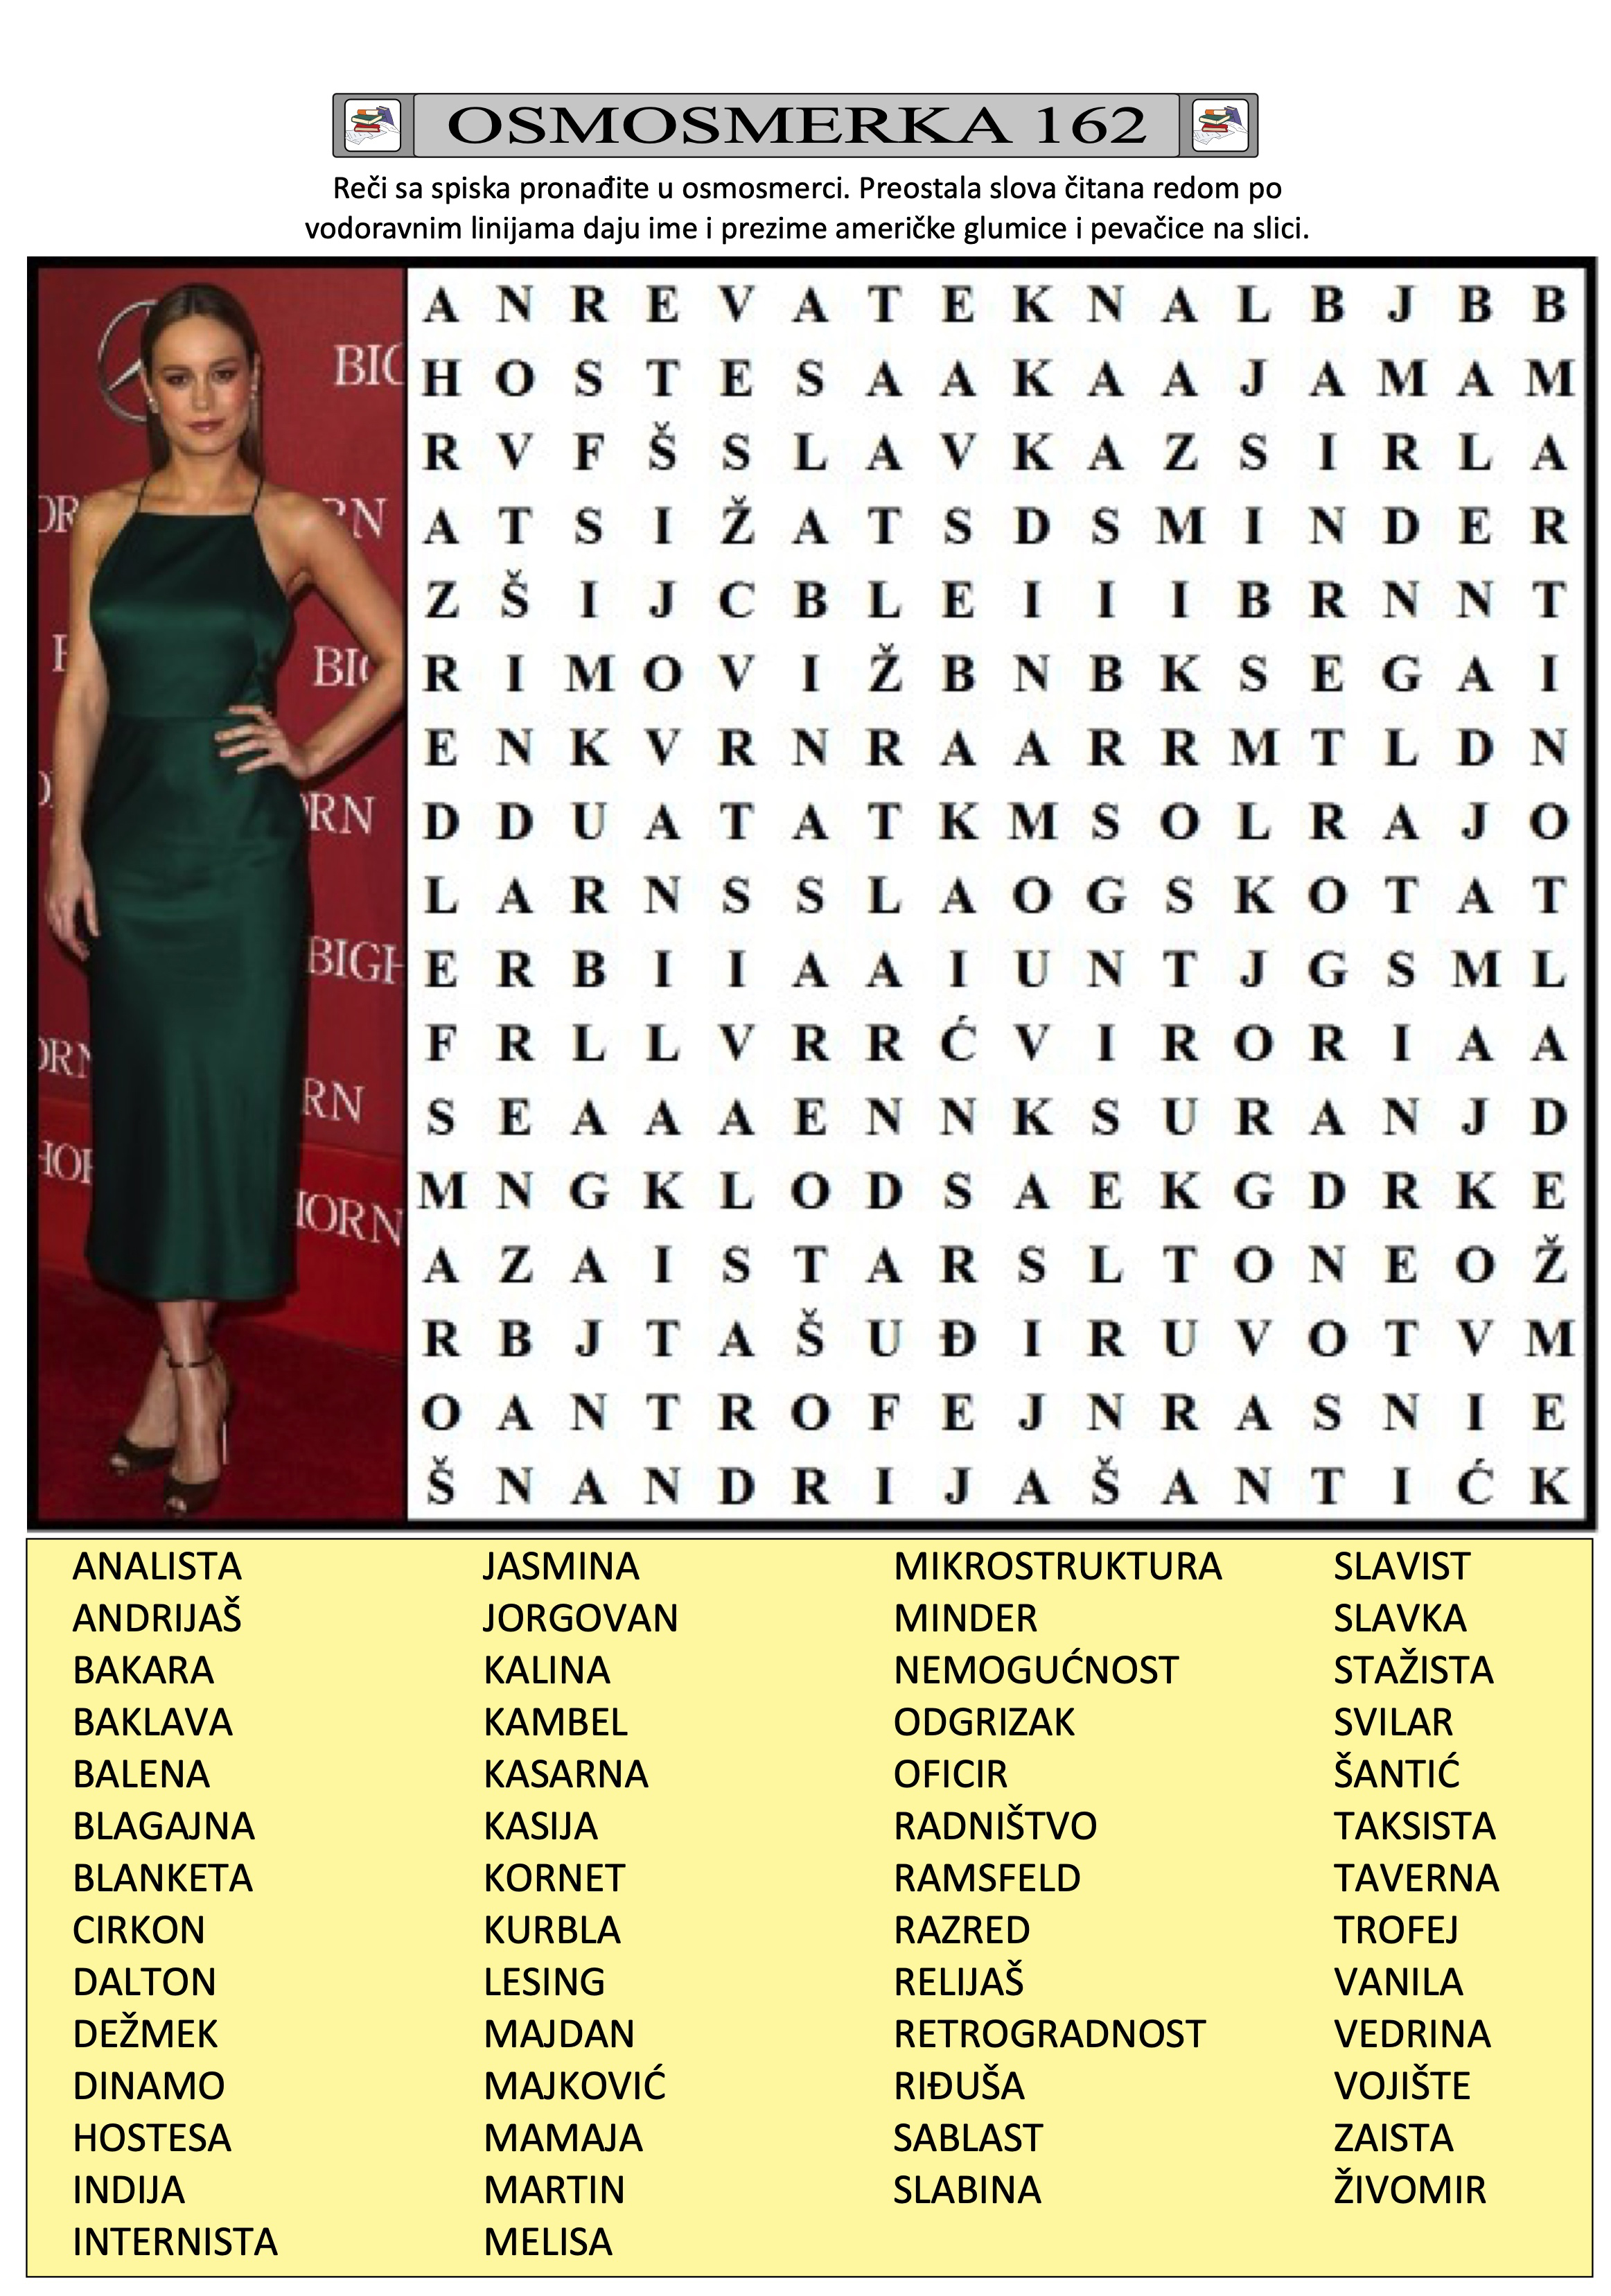 OSMOSMERKA 162
Reči sa spiska pronađite u osmosmerci. Preostala slova čitana redom po
vodoravnim linijama daju ime i prezime američke glumice i pevačice na slici.
A N R E V A T E K N A L B J B B
H O S T E S A A K A A J A M A M
R V F Š S L A V K A Z S I R L A
A T S I Ž A T S D S M I N D E R
Z Š I J C B L E I I I B R N N T
R I M O V I Ž B N B K S E G A I
E N K V R N R A A R R M T L D N
D D U A T A T K M S O L R A J O
L A R N S S L A O G S K O T A T
E R B I I A A I U N T J G S M L
F R L L V R R Ć V I R O R I A A
S E A A A E N N K S U R A N J D
M N G K L O D S A E K G D R K E
A Z A I S T A R S L T O N E O Ž
R B J T A Š U Đ I R U V O T V M
O A N T R O F E J N R A S N I E
Š N A N D R I J A Š A N T I Ć K
BIG
RN
BIG
ORN
BIGH
RN
HORN
ANALISTA JASMINA MIKROSTRUKTURA SLAVIST
ANDRIJAŠ JORGOVAN MINDER SLAVKA
BAKARA KALINA NEMOGUĆNOST STAŽISTA
BAKLAVA KAMBEL ODGRIZAK SVILAR
BALENA KASARNA OFICIR ŠANTIĆ
BLAGAJNA KASIJA RADNIŠTVO TAKSISTA
BLANKETA KORNET RAMSFELD TAVERNA
CIRKON KURBLA RAZRED TROFEJ
DALTON LESING RELIJAŠ VANILA
DEŽMEK MAJDAN RETROGRADNOST VEDRINA
DINAMO MAJKOVIĆ RIĐUŠA VOJIŠTE
HOSTESA MAMAJA SABLAST ZAISTA
INDIJA MARTIN SLABINA ŽIVOMIR
INTERNISTA MELISA